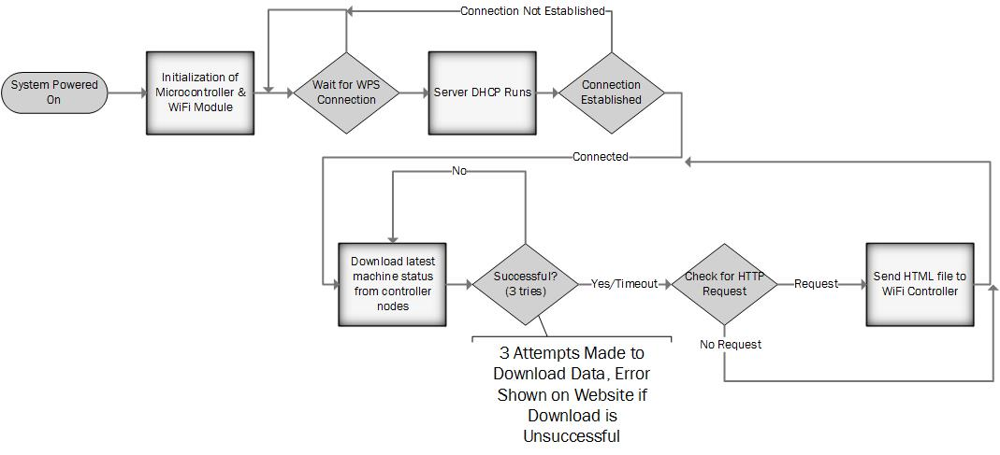 Connection Not Established
System Powered
On
Initialization of
Microcontroller &
WiFi Module
Wait for WPS
Connection
Server DHCP Runs
Connection
Established
Connected
No
Download latest
machine status
from controller
nodes
Successful?
(3 tries)
Yes/Timeout
Check for HTTP
Request
Request
Send HTML file to
WiFi Controller
No Request
3 Attempts Made to
Download Data, Error
Shown on Website if
Download is
Unsuccessful